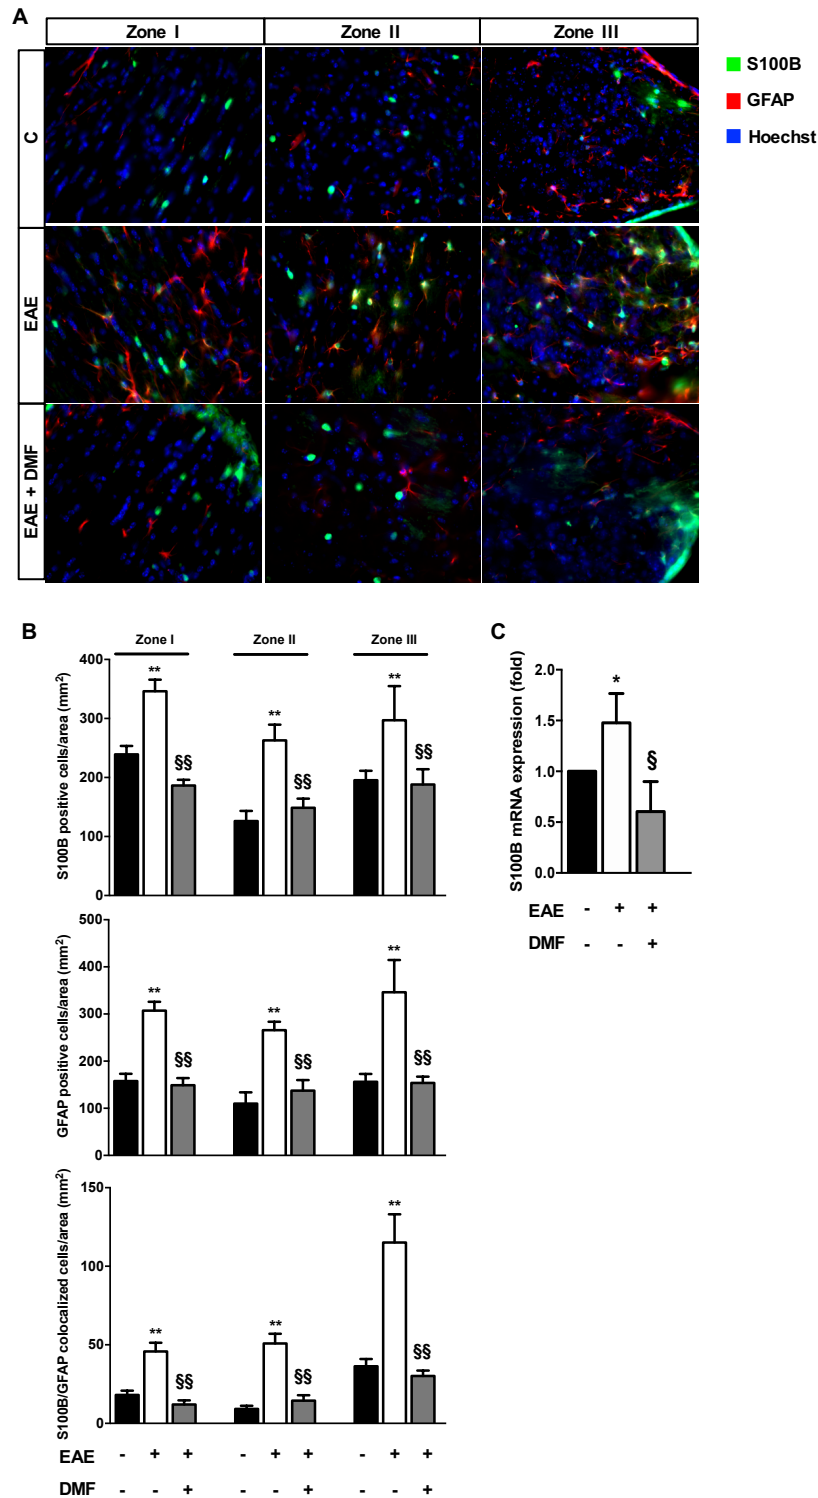 A
Zone I Zone II Zone III
C
EAE
EAE + DMF
S100B
GFAP
Hoechst
B
Zone I Zone II Zone III
S100B positive cells/area (mm²)
400
300
200
100
0
** ** **
§§ §§ §§
GFAP positive cells/area (mm²)
500
400
300
200
100
0
** ** **
§§ §§ §§
S100B/GFAP colocalized cells/area (mm²)
150
100
50
0
** ** **
§§ §§ §§
EAE - + + - + + - + +
DMF - - + - - + - - +
C
S100B mRNA expression (fold)
2.0
1.5
1.0
0.5
0.0
*
§
EAE - + +
DMF - - +